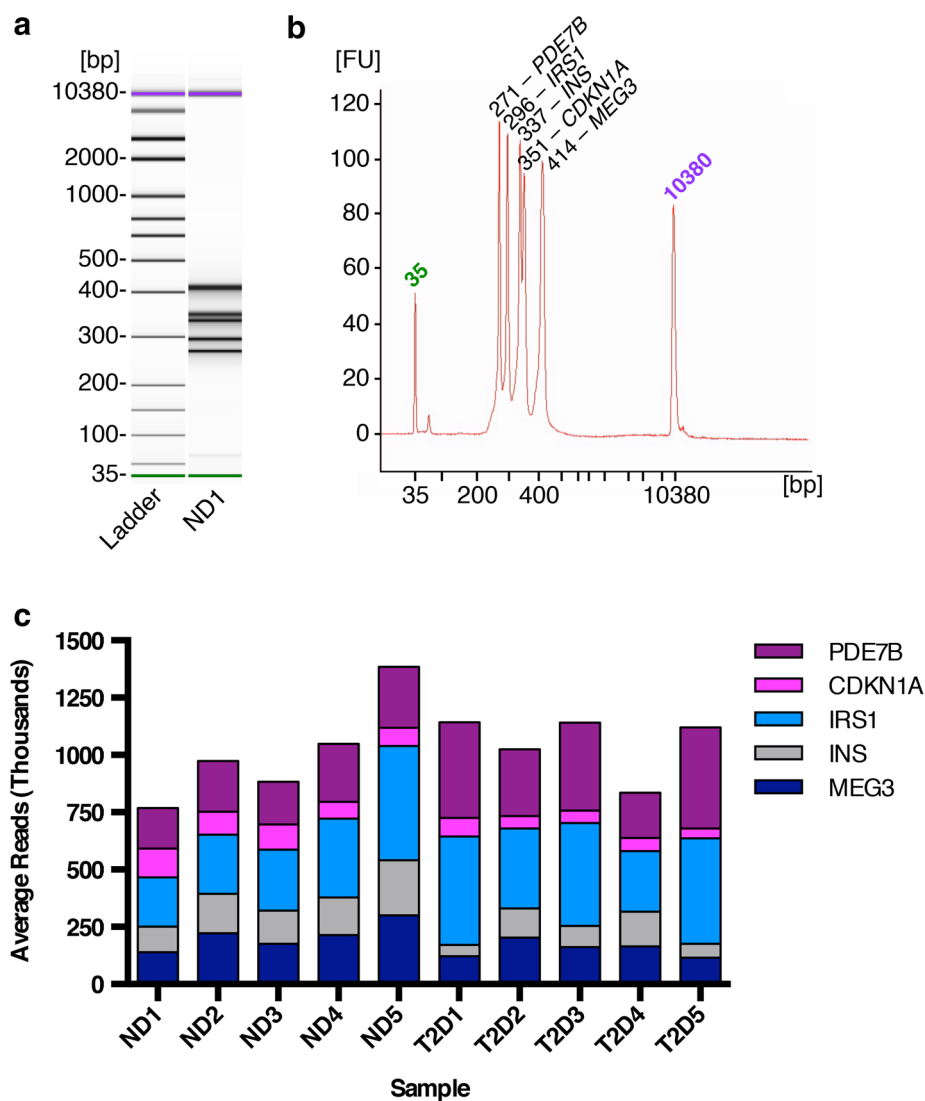 a
[bp]
10380-
2000-
1000-
500-
400-
300-
200-
100-
35-
Ladder
ND1
b
[FU]
120
100
80
60
40
20
0
35
271 – PDE7B
296 – IRS1
337 – INS
351 – CDKN1A
414 – MEG3
10380
35
200
400
10380
[bp]
c
Average Reads (Thousands)
1500
1250
1000
750
500
250
0
ND1
ND2
ND3
ND4
ND5
T2D1
T2D2
T2D3
T2D4
T2D5
Sample
PDE7B
CDKN1A
IRS1
INS
MEG3